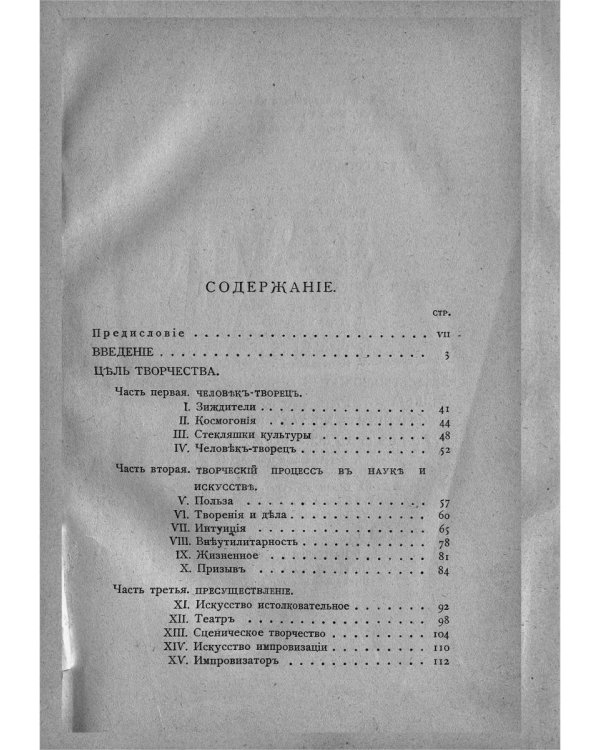 СОДЕРЖАНІЕ.
СТР.
Предисловіе . . . . . . . . . . . . . . . . . . . . VII
ВВЕДЕНІЕ . . . . . . . . . . . . . . . . . . . . . . 3
ЦѢЛЬ ТВОРЧЕСТВА.
Часть первая. ЧЕЛОВѢКЪ-ТВОРЕЦЪ.
I. Зиждители . . . . . . . . . . . . . . 41
II. Космогонія . . . . . . . . . . . . . . 44
III. Стекляшки культуры . . . . . . . . . . 48
IV. Человѣкъ-творецъ . . . . . . . . . . . 52
Часть вторая. ТВОРЧЕСКІЙ ПРОЦЕССЪ ВЪ НАУКѢ И
ИСКУССТВѢ.
V. Польза . . . . . . . . . . . . . . . 57
VI. Творенія и дѣла . . . . . . . . . . . . 60
VII. Интуиція . . . . . . . . . . . . . . . 65
VIII. Внѣутилитарность . . . . . . . . . . . 78
IX. Жизненное . . . . . . . . . . . . . . 81
X. Призывъ . . . . . . . . . . . . . . . 84
Часть третья. ПРЕСУЩЕСТВЛЕНІЕ.
XI. Искусство истолковательное . . . . . . . . 92
XII. Театръ . . . . . . . . . . . . . . . 98
XIII. Сценическое творчество . . . . . . . . . 104
XIV. Искусство импровизаціи . . . . . . . . . 110
XV. Импровизаторъ . . . . . . . . . . . . 112